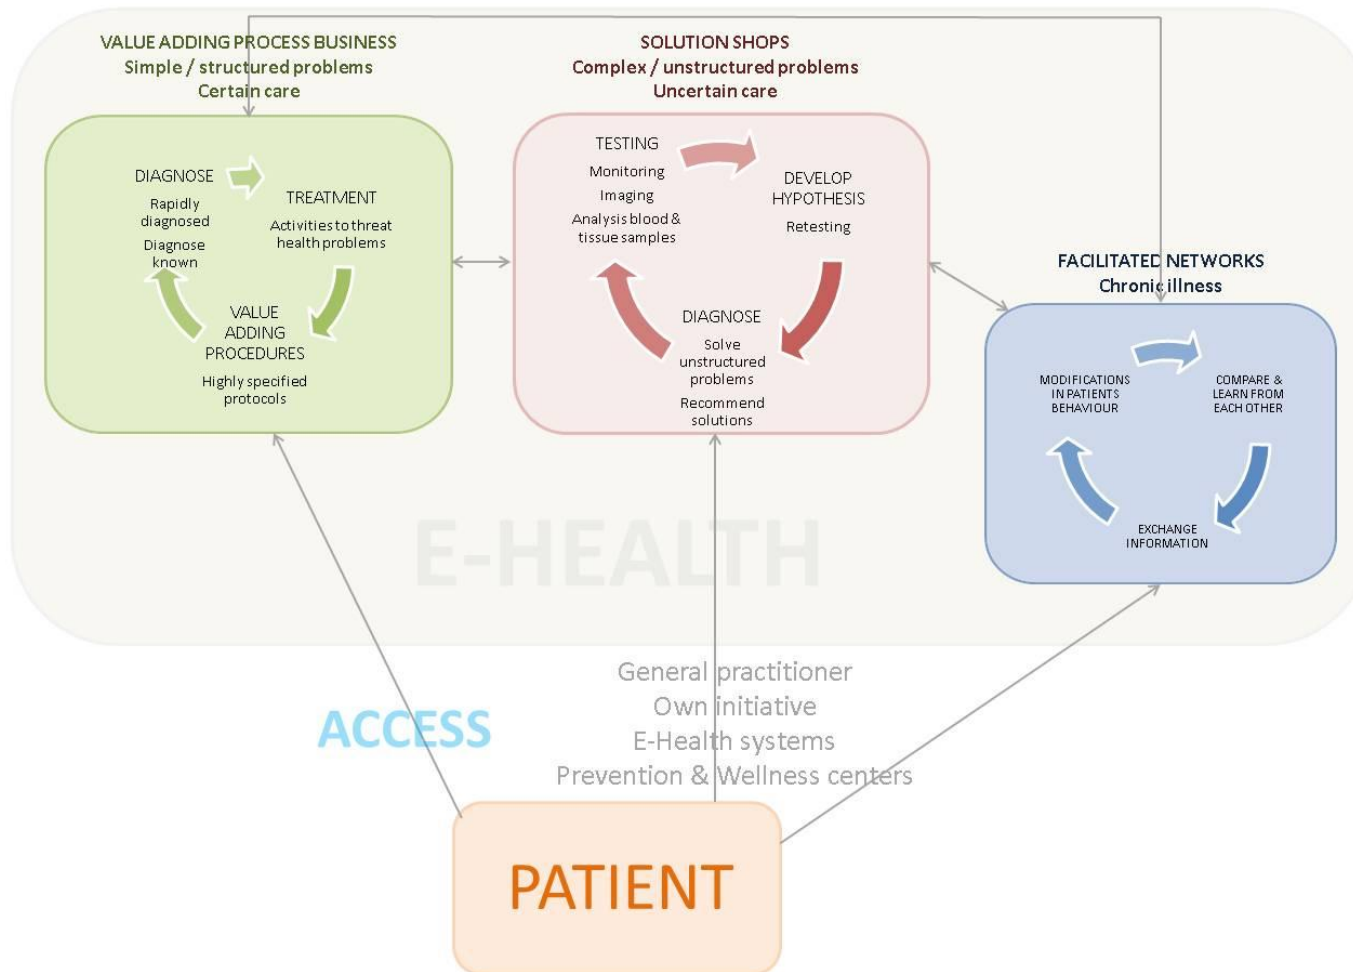 VALUE ADDING PROCESS BUSINESS
Simple / structured problems
Certain care
SOLUTION SHOPS
Complex / unstructured problems
Uncertain care
DIAGNOSE
Rapidly
diagnosed
Diagnose
known
TREATMENT
Activities to threat
health problems
VALUE
ADDING
PROCEDURES
Highly specified
protocols
TESTING
Monitoring
Imaging
Analysis blood &
tissue samples
DEVELOP
HYPOTHESIS
Retesting
DIAGNOSE
Solve
unstructured
problems
Recommend
solutions
FACILITATED NETWORKS
Chronic illness
MODIFICATIONS
IN PATIENTS
BEHAVIOUR
COMPARE &
LEARN FROM
EACH OTHER
EXCHANGE
INFORMATION
E-HEALTH
ACCESS
General practitioner
Own initiative
E-Health systems
Prevention & Wellness centers
PATIENT